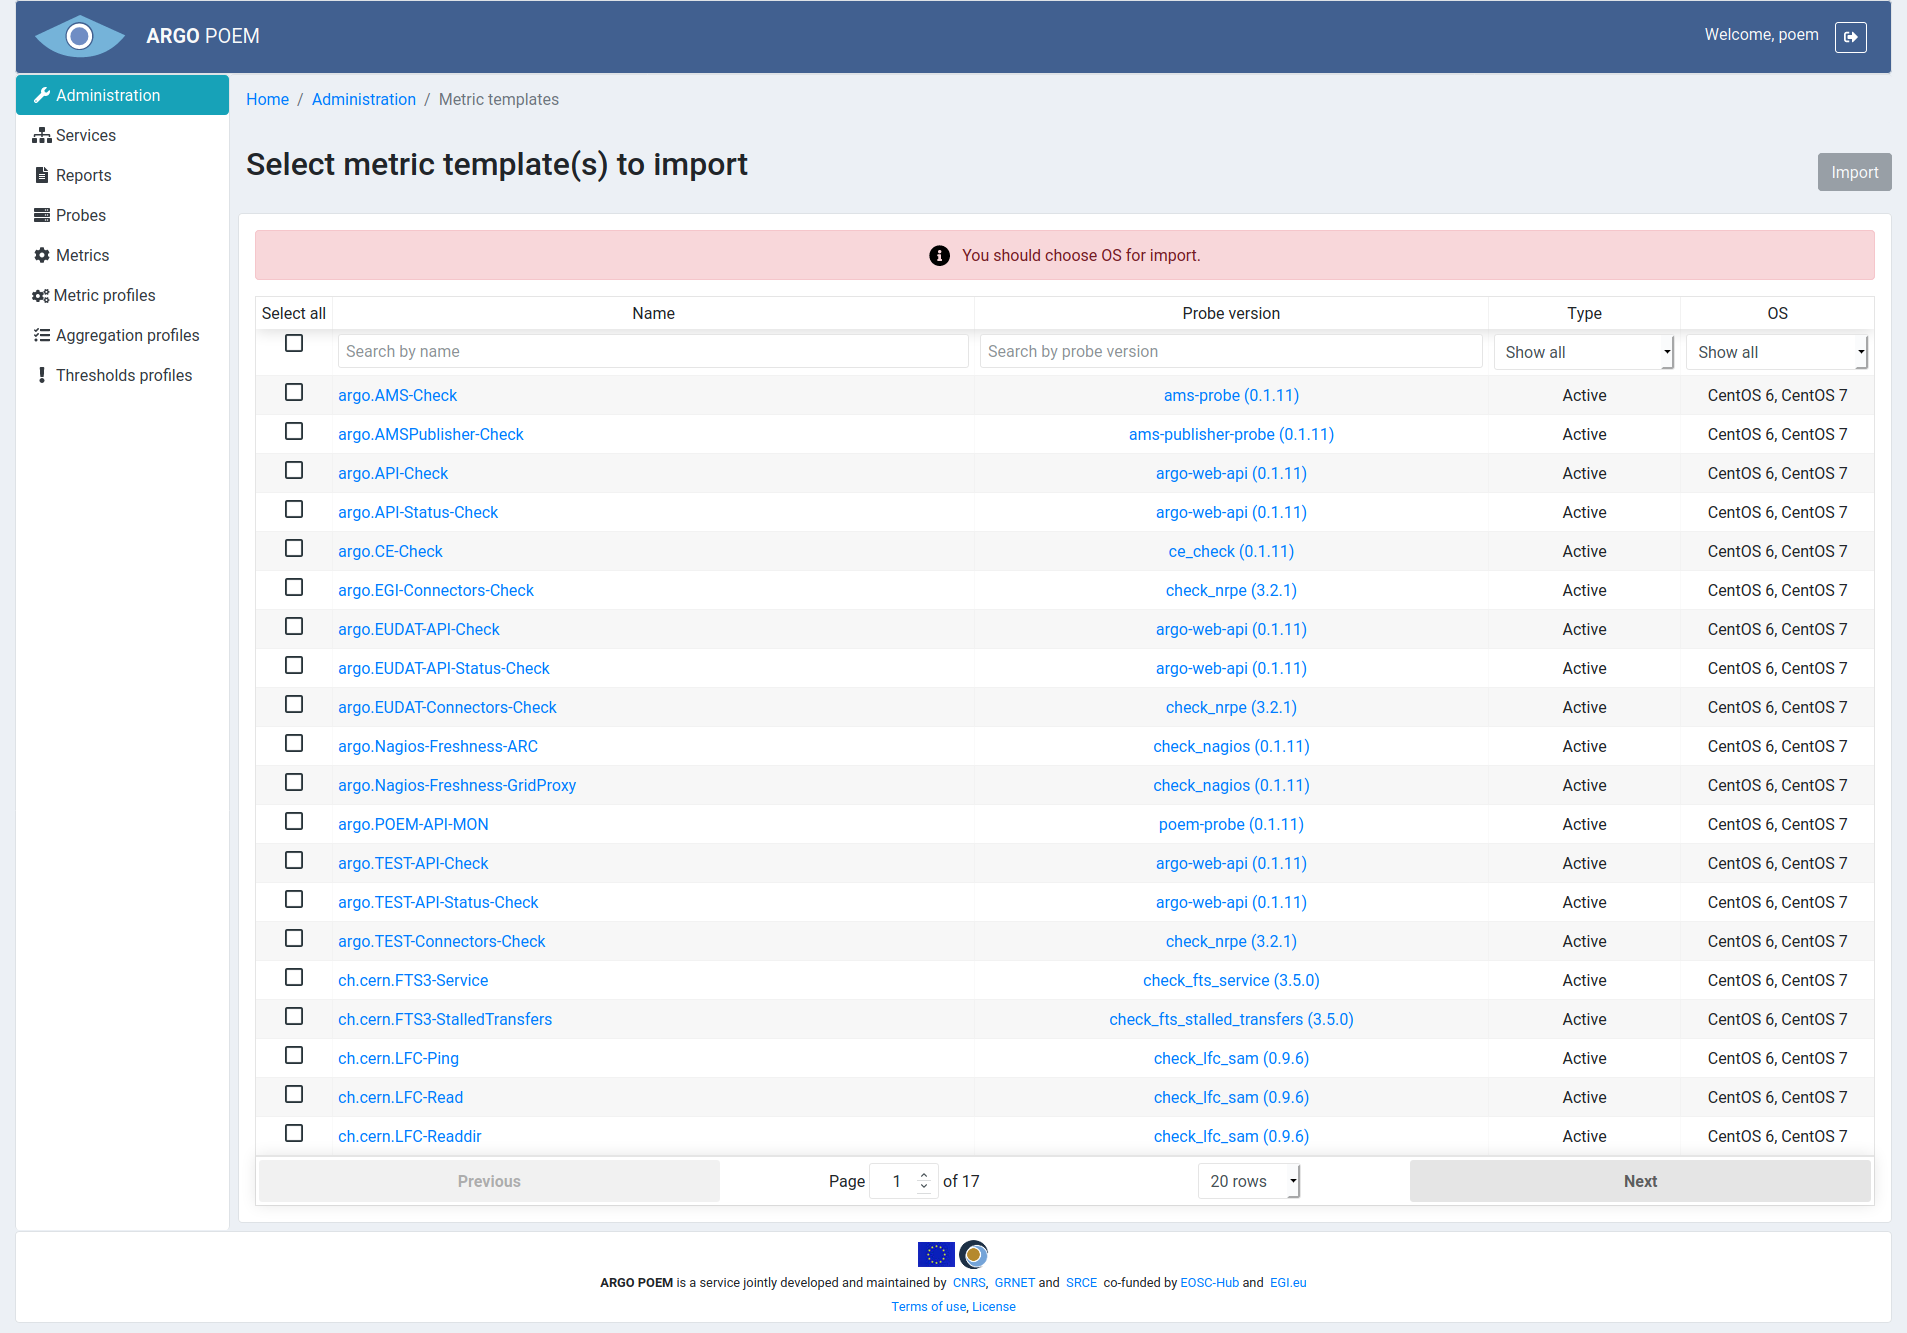 ARGO POEM
Welcome, poem
Administration
Services
Reports
Probes
Metrics
Metric profiles
Aggregation profiles
Thresholds profiles
Home / Administration / Metric templates
Select metric template(s) to import
Import
You should choose OS for import.
Select all Name Probe version Type OS
Search by name Search by probe version Show all Show all
argo.AMS-Check ams-probe (0.1.11) Active CentOS 6, CentOS 7
argo.AMSPublisher-Check ams-publisher-probe (0.1.11) Active CentOS 6, CentOS 7
argo.API-Check argo-web-api (0.1.11) Active CentOS 6, CentOS 7
argo.API-Status-Check argo-web-api (0.1.11) Active CentOS 6, CentOS 7
argo.CE-Check ce_check (0.1.11) Active CentOS 6, CentOS 7
argo.EGI-Connectors-Check check_nrpe (3.2.1) Active CentOS 6, CentOS 7
argo.EUDAT-API-Check argo-web-api (0.1.11) Active CentOS 6, CentOS 7
argo.EUDAT-API-Status-Check argo-web-api (0.1.11) Active CentOS 6, CentOS 7
argo.EUDAT-Connectors-Check check_nrpe (3.2.1) Active CentOS 6, CentOS 7
argo.Nagios-Freshness-ARC check_nagios (0.1.11) Active CentOS 6, CentOS 7
argo.Nagios-Freshness-GridProxy check_nagios (0.1.11) Active CentOS 6, CentOS 7
argo.POEM-API-MON poem-probe (0.1.11) Active CentOS 6, CentOS 7
argo.TEST-API-Check argo-web-api (0.1.11) Active CentOS 6, CentOS 7
argo.TEST-API-Status-Check argo-web-api (0.1.11) Active CentOS 6, CentOS 7
argo.TEST-Connectors-Check check_nrpe (3.2.1) Active CentOS 6, CentOS 7
ch.cern.FTS3-Service check_fts_service (3.5.0) Active CentOS 6, CentOS 7
ch.cern.FTS3-StalledTransfers check_fts_stalled_transfers (3.5.0) Active CentOS 6, CentOS 7
ch.cern.LFC-Ping check_lfc_sam (0.9.6) Active CentOS 6, CentOS 7
ch.cern.LFC-Read check_lfc_sam (0.9.6) Active CentOS 6, CentOS 7
ch.cern.LFC-Readdir check_lfc_sam (0.9.6) Active CentOS 6, CentOS 7
Previous Page 1 of 17 20 rows Next
ARGO POEM is a service jointly developed and maintained by CNRS, GRNET and SRCE co-funded by EOSC-Hub and EGI.eu
Terms of use, License